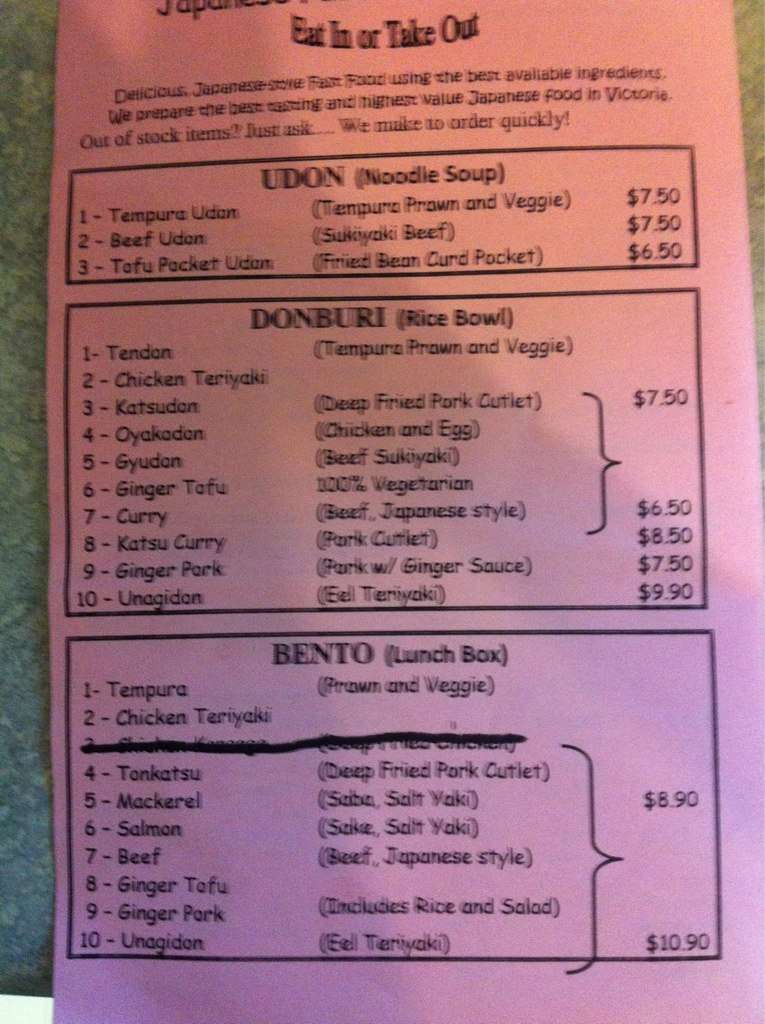 Japanese
Eat In or Take Out
Delicious, Japanese-style Fast Food using the best available ingredients.
We prepare the best tasting and highest value Japanese food in Victoria.
Out of stock items? Just ask.... We make to order quickly!
UDON (Noodle Soup)
1 - Tempura Udon (Tempura Prawn and Veggie) $7.50
2 - Beef Udon (Sukiyaki Beef) $7.50
3 - Tofu Pocket Udon (Fried Bean Curd Pocket) $6.50
DONBURI (Rice Bowl)
1- Tendon (Tempura Prawn and Veggie)
2 - Chicken Teriyaki
3 - Katsudon (Deep Fried Pork Cutlet) $7.50
4 - Oyakodon (Chicken and Egg)
5 - Gyudon (Beef Sukiyaki)
6 - Ginger Tofu 100% Vegetarian
7 - Curry (Beef, Japanese style) $6.50
8 - Katsu Curry (Pork Cutlet) $8.50
9 - Ginger Pork (Pork w/ Ginger Sauce) $7.50
10 - Unagidon (Eel Teriyaki) $9.90
BENTO (Lunch Box)
1- Tempura (Prawn and Veggie)
2 - Chicken Teriyaki
3 - Chicken (Deep Fried Chicken)
4 - Tonkatsu (Deep Fried Pork Cutlet)
5 - Mackerel (Saba, Salt Yaki) $8.90
6 - Salmon (Sake, Salt Yaki)
7 - Beef (Beef, Japanese style)
8 - Ginger Tofu
9 - Ginger Pork (Includes Rice and Salad)
10 - Unagidon (Eel Teriyaki) $10.90